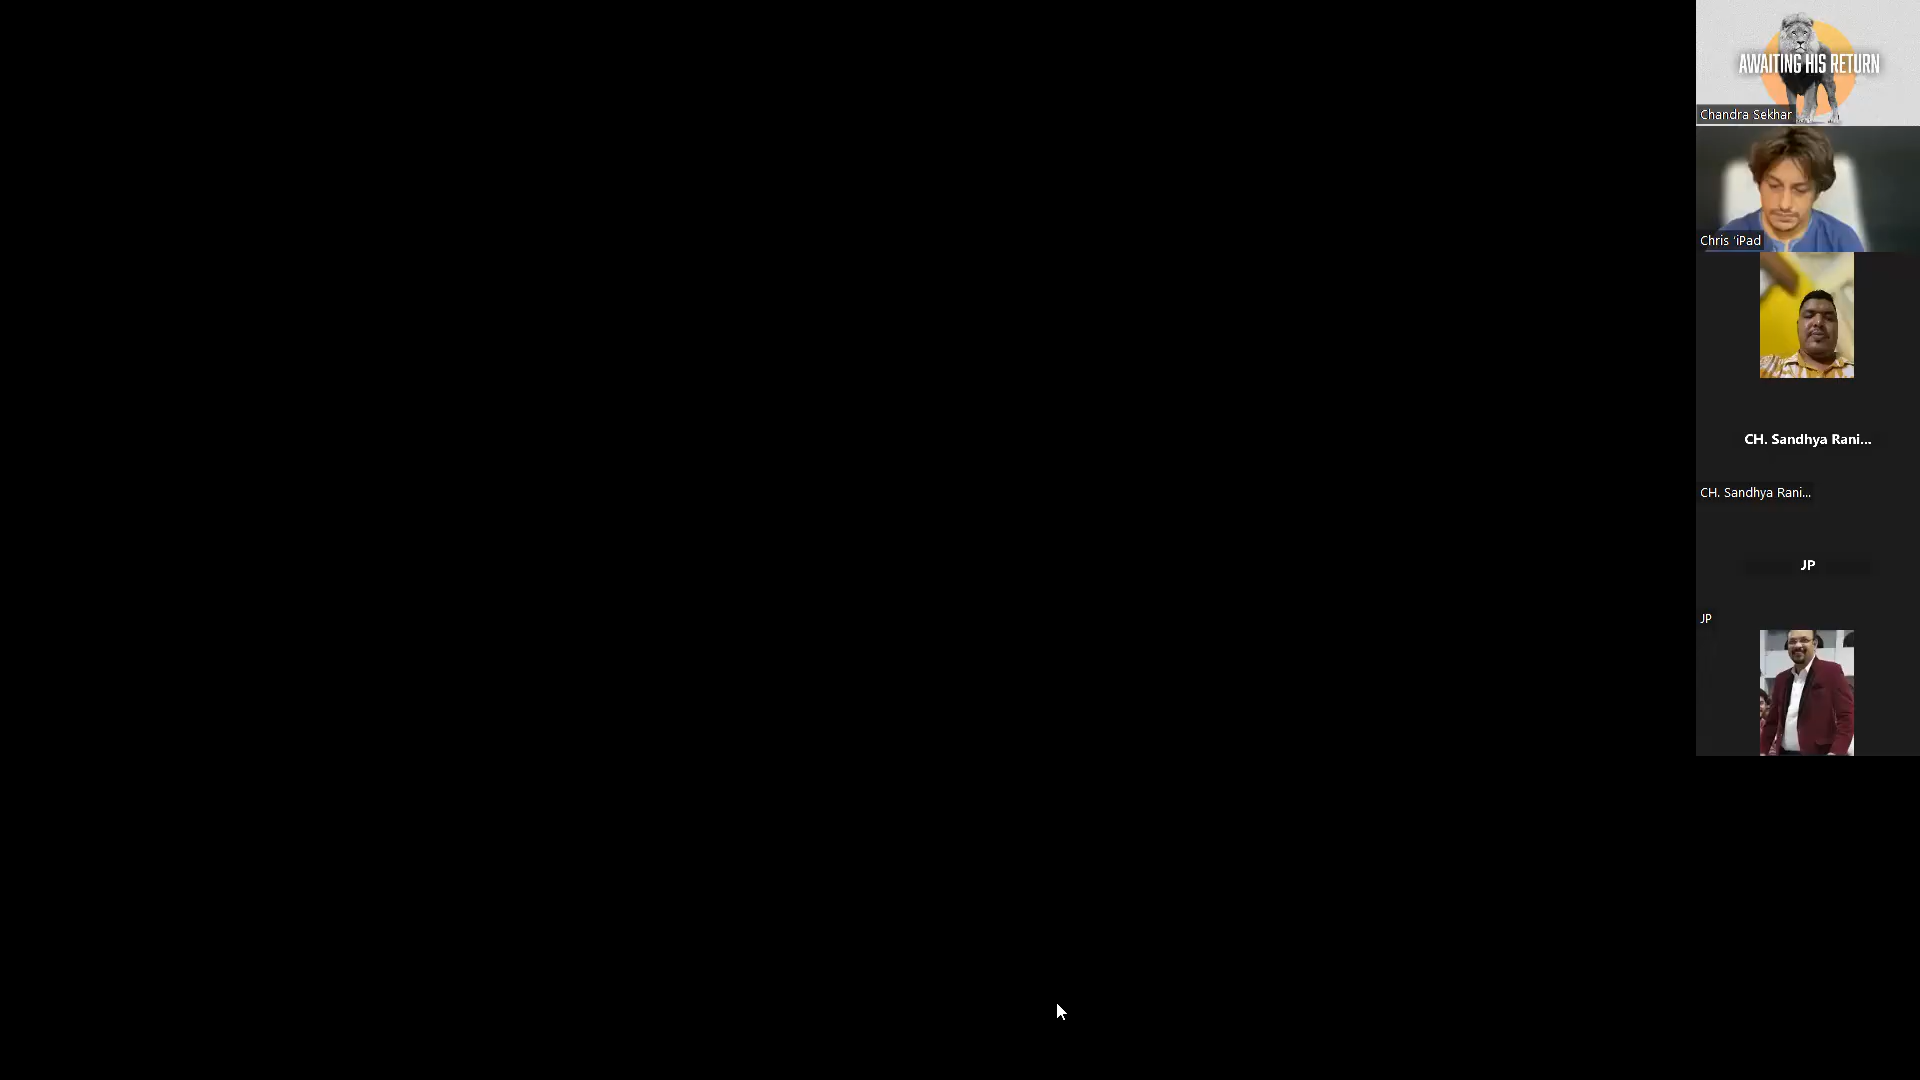 AWAITING HIS RETURN
Chandra Sekhar
Chris 'iPad
CH. Sandhya Rani...
CH. Sandhya Rani...
JP
JP